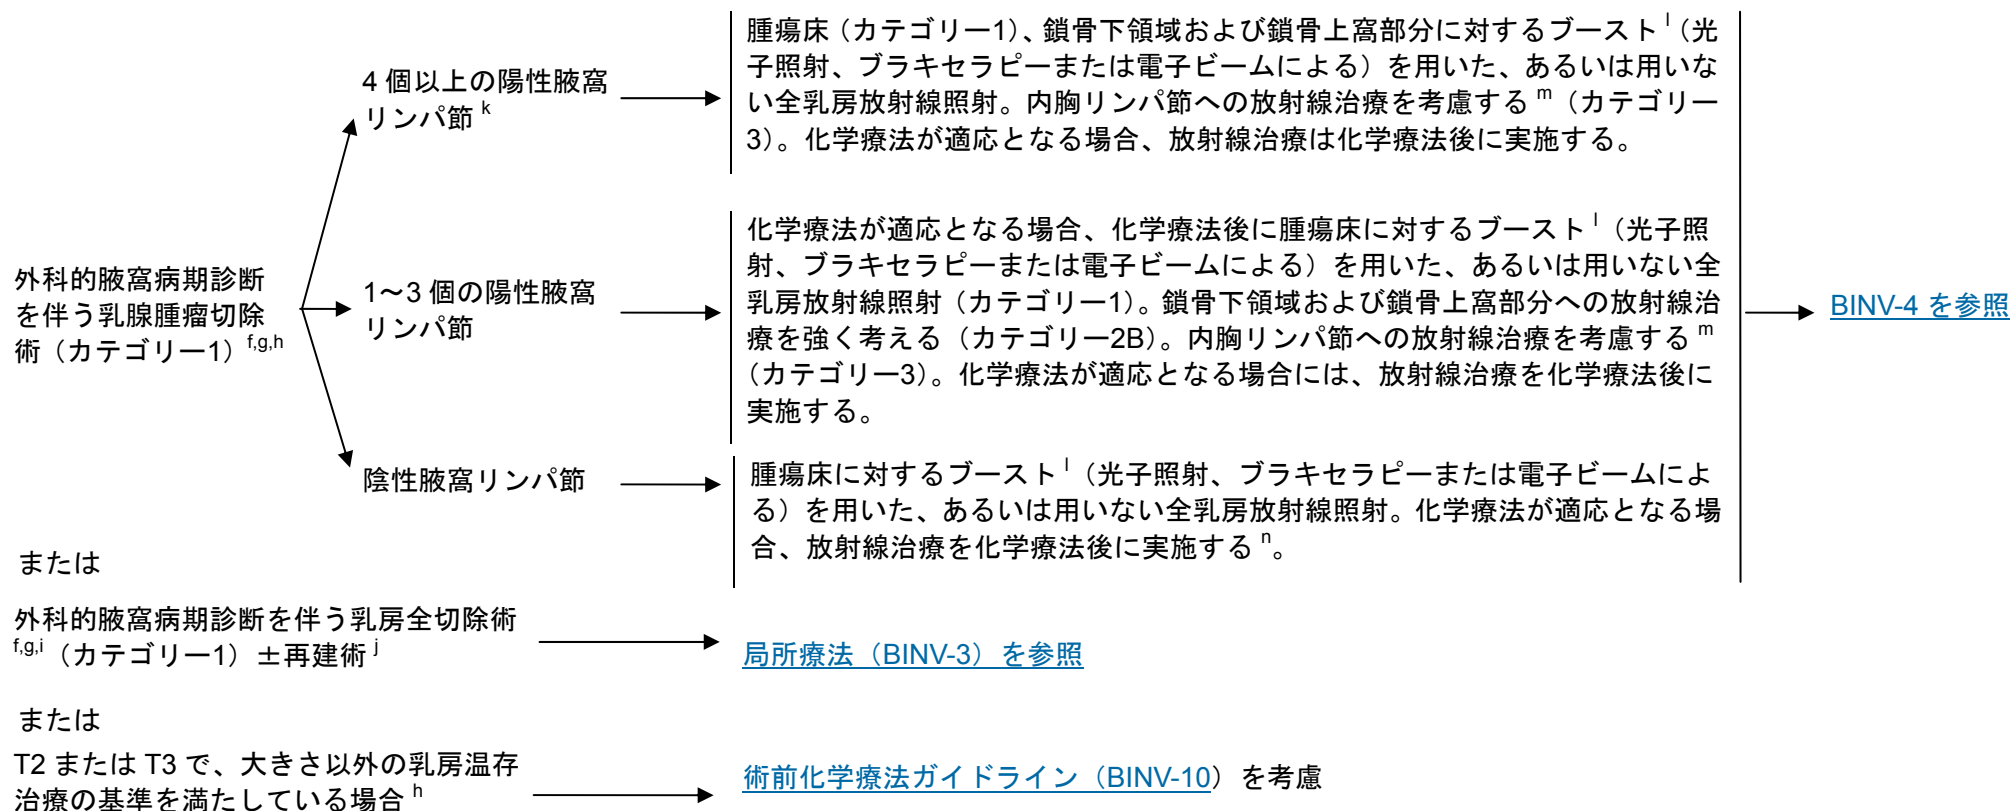 4 個以上の陽性腋窩
リンパ節 k
腫瘍床（カテゴリー1）、鎖骨下領域および鎖骨上窩部分に対するブースト l（光
子照射、ブラキセラピーまたは電子ビームによる）を用いた、あるいは用いな
い全乳房放射線照射。内胸リンパ節への放射線治療を考慮する m（カテゴリー
3）。化学療法が適応となる場合、放射線治療は化学療法後に実施する。
外科的腋窩病期診断
を伴う乳腺腫瘤切除
術（カテゴリー1）f,g,h
1～3 個の陽性腋窩
リンパ節
化学療法が適応となる場合、化学療法後に腫瘍床に対するブースト l（光子照
射、ブラキセラピーまたは電子ビームによる）を用いた、あるいは用いない全
乳房放射線照射（カテゴリー1）。鎖骨下領域および鎖骨上窩部分への放射線治
療を強く考える（カテゴリー2B）。内胸リンパ節への放射線治療を考慮する m
（カテゴリー3）。化学療法が適応となる場合には、放射線治療を化学療法後に
実施する。
BINV-4 を参照
陰性腋窩リンパ節
腫瘍床に対するブースト l（光子照射、ブラキセラピーまたは電子ビームによ
る）を用いた、あるいは用いない全乳房放射線照射。化学療法が適応となる場
合、放射線治療を化学療法後に実施する n。
または
外科的腋窩病期診断を伴う乳房全切除術
f,g,i（カテゴリー1）±再建術 j
局所療法（BINV-3）を参照
または
T2 または T3 で、大きさ以外の乳房温存
治療の基準を満たしている場合 h
術前化学療法ガイドライン（BINV-10）を考慮